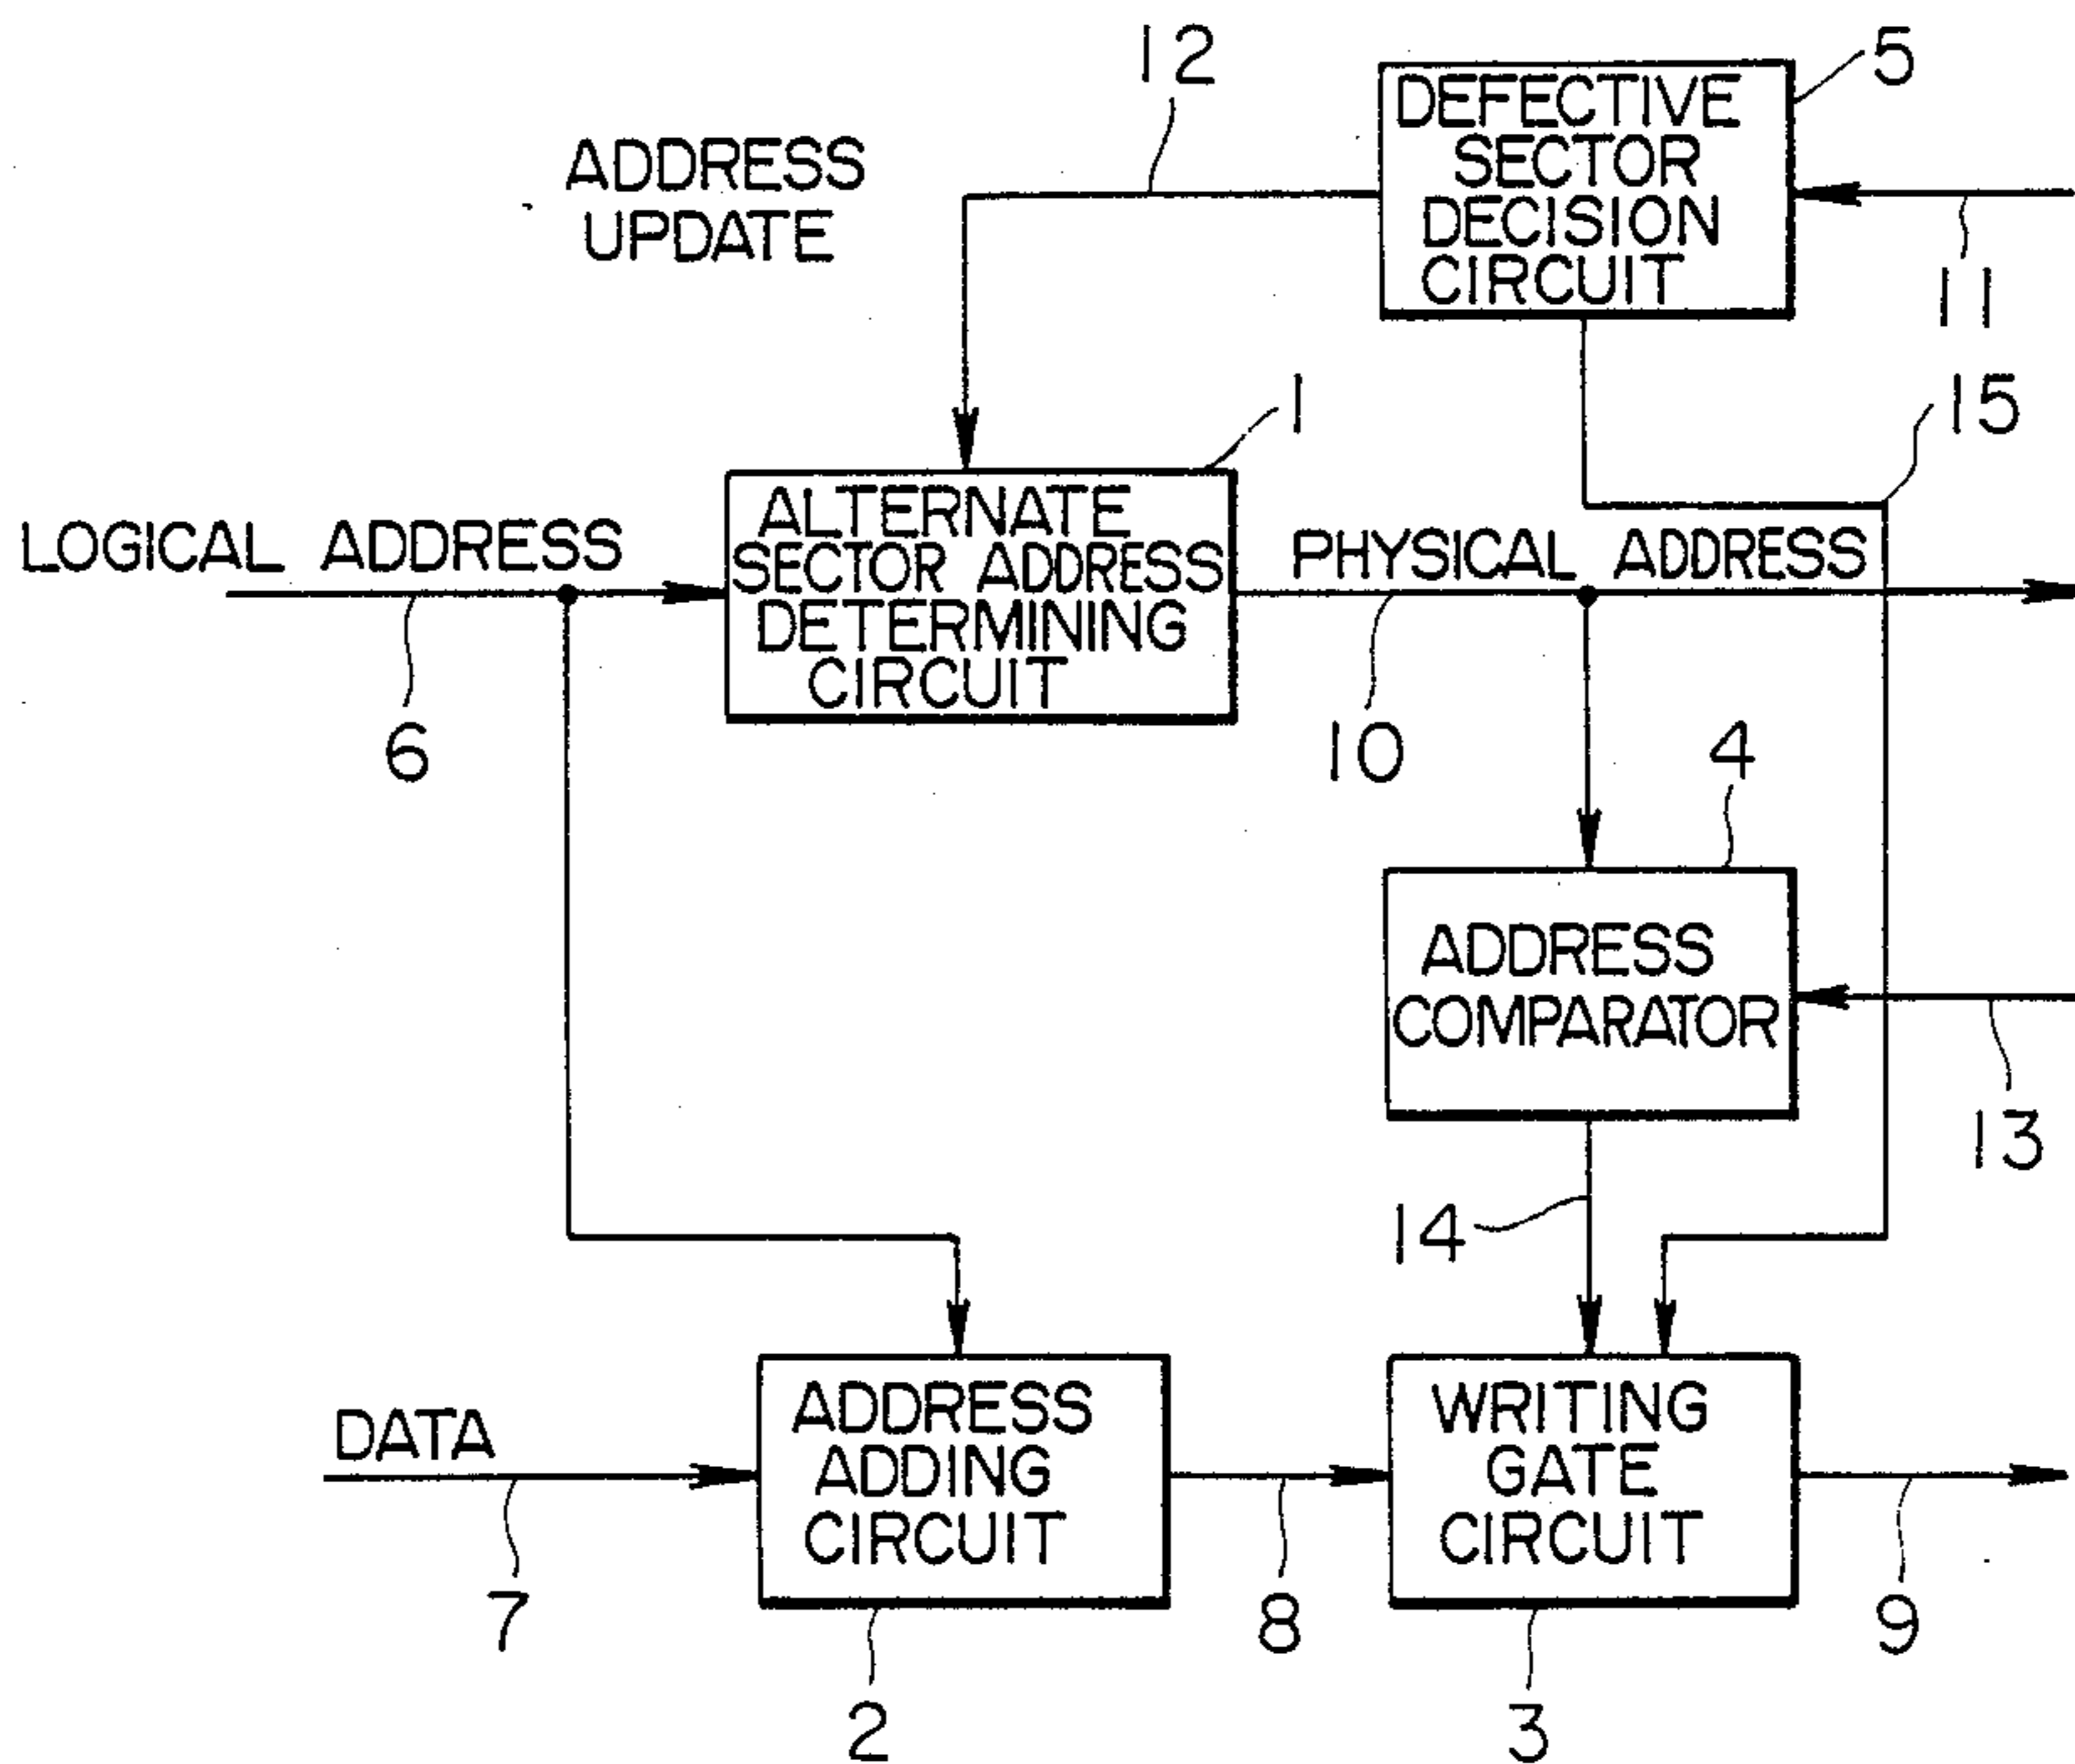 12
5
DEFECTIVE
SECTOR
DECISION
CIRCUIT
ADDRESS
UPDATE
11
1
15
ALTERNATE
SECTOR ADDRESS
DETERMINING
CIRCUIT
LOGICAL ADDRESS
PHYSICAL ADDRESS
6
10
4
ADDRESS
COMPARATOR
13
14
DATA
ADDRESS
ADDING
CIRCUIT
WRITING
GATE
CIRCUIT
7
8
9
2
3